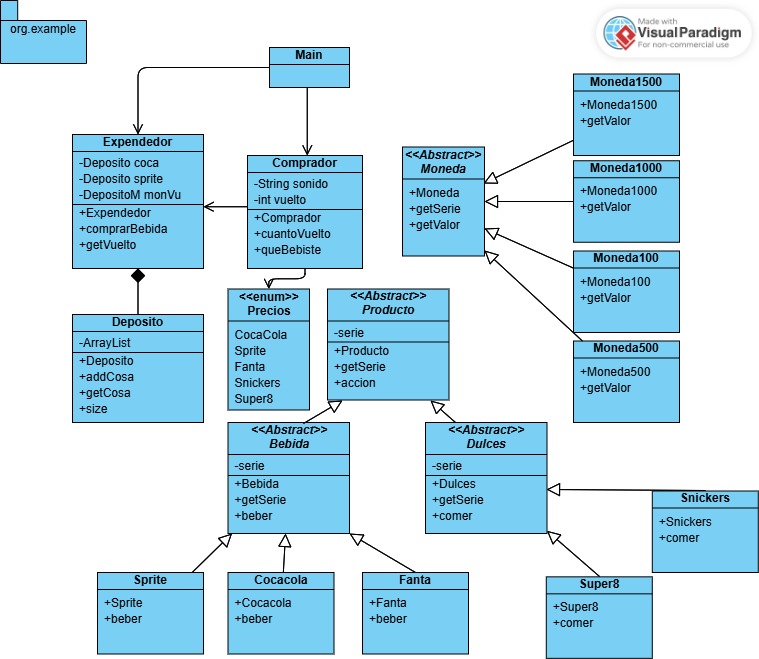 org.example
Made with
VisualParadigm
For non-commercial use
Main
Expendedor
-Deposito coca
-Deposito sprite
-DepositoM monVu
+Expendedor
+comprarBebida
+getVuelto
Comprador
-String sonido
-int vuelto
+Comprador
+cuantoVuelto
+queBebiste
<<Abstract>>
Moneda
+Moneda
+getSerie
+getValor
Moneda1500
+Moneda1500
+getValor
Moneda1000
+Moneda1000
+getValor
Moneda100
+Moneda100
+getValor
Moneda500
+Moneda500
+getValor
Deposito
-ArrayList
+Deposito
+addCosa
+getCosa
+size
<<enum>>
Precios
CocaCola
Sprite
Fanta
Snickers
Super8
<<Abstract>>
Producto
-serie
+Producto
+getSerie
+accion
<<Abstract>>
Bebida
-serie
+Bebida
+getSerie
+beber
<<Abstract>>
Dulces
-serie
+Dulces
+getSerie
+comer
Snickers
+Snickers
+comer
Sprite
+Sprite
+beber
Cocacola
+Cocacola
+beber
Fanta
+Fanta
+beber
Super8
+Super8
+comer